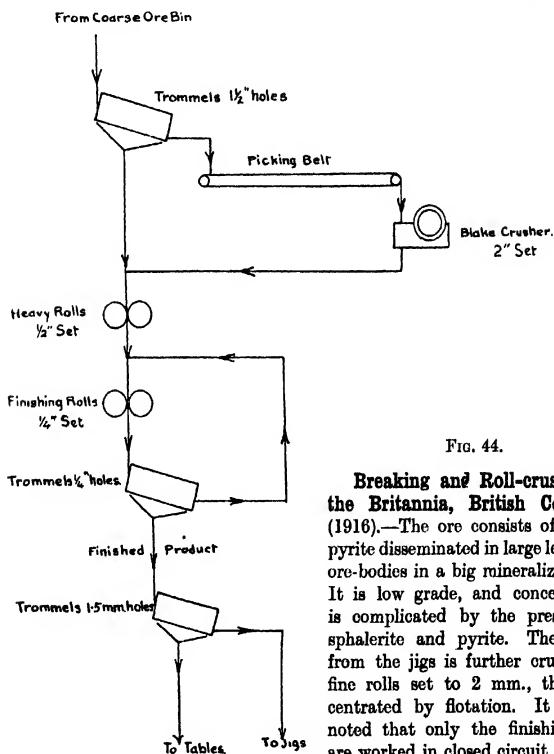 From Coarse Ore Bin
Trommels 1½" holes
Picking Belt
Blake Crusher.
2" Set
Heavy Rolls
½" Set
Finishing Rolls
¼" Set
Trommels ¼" holes.
Finished Product
Trommels 1·5mm.holes
To Tables
To Jigs
FIG. 44.
Breaking and Roll-crus
the Britannia, British C
(1916).—The ore consists of
pyrite disseminated in large le
ore-bodies in a big mineraliz
It is low grade, and conce
is complicated by the pres
sphalerite and pyrite. The
from the jigs is further cru
fine rolls set to 2 mm., th
centrated by flotation. It
noted that only the finishi
are worked in closed circuit